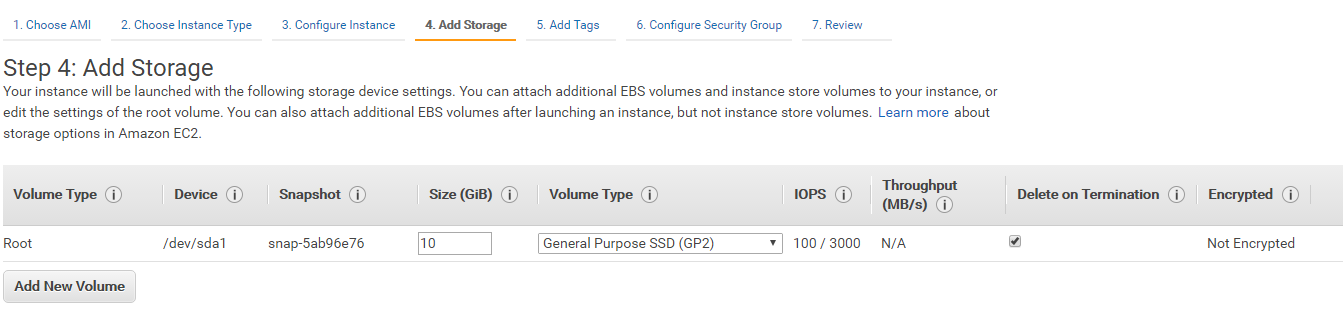 1. Choose AMI 2. Choose Instance Type 3. Configure Instance 4. Add Storage 5. Add Tags 6. Configure Security Group 7. Review
Step 4: Add Storage
Your instance will be launched with the following storage device settings. You can attach additional EBS volumes and instance store volumes to your instance, or
edit the settings of the root volume. You can also attach additional EBS volumes after launching an instance, but not instance store volumes. Learn more about
storage options in Amazon EC2.
Volume Type Device Snapshot Size (GiB) Volume Type IOPS Throughput (MB/s) Delete on Termination Encrypted
Root /dev/sda1 snap-5ab96e76 10 General Purpose SSD (GP2) 100 / 3000 N/A Not Encrypted
Add New Volume